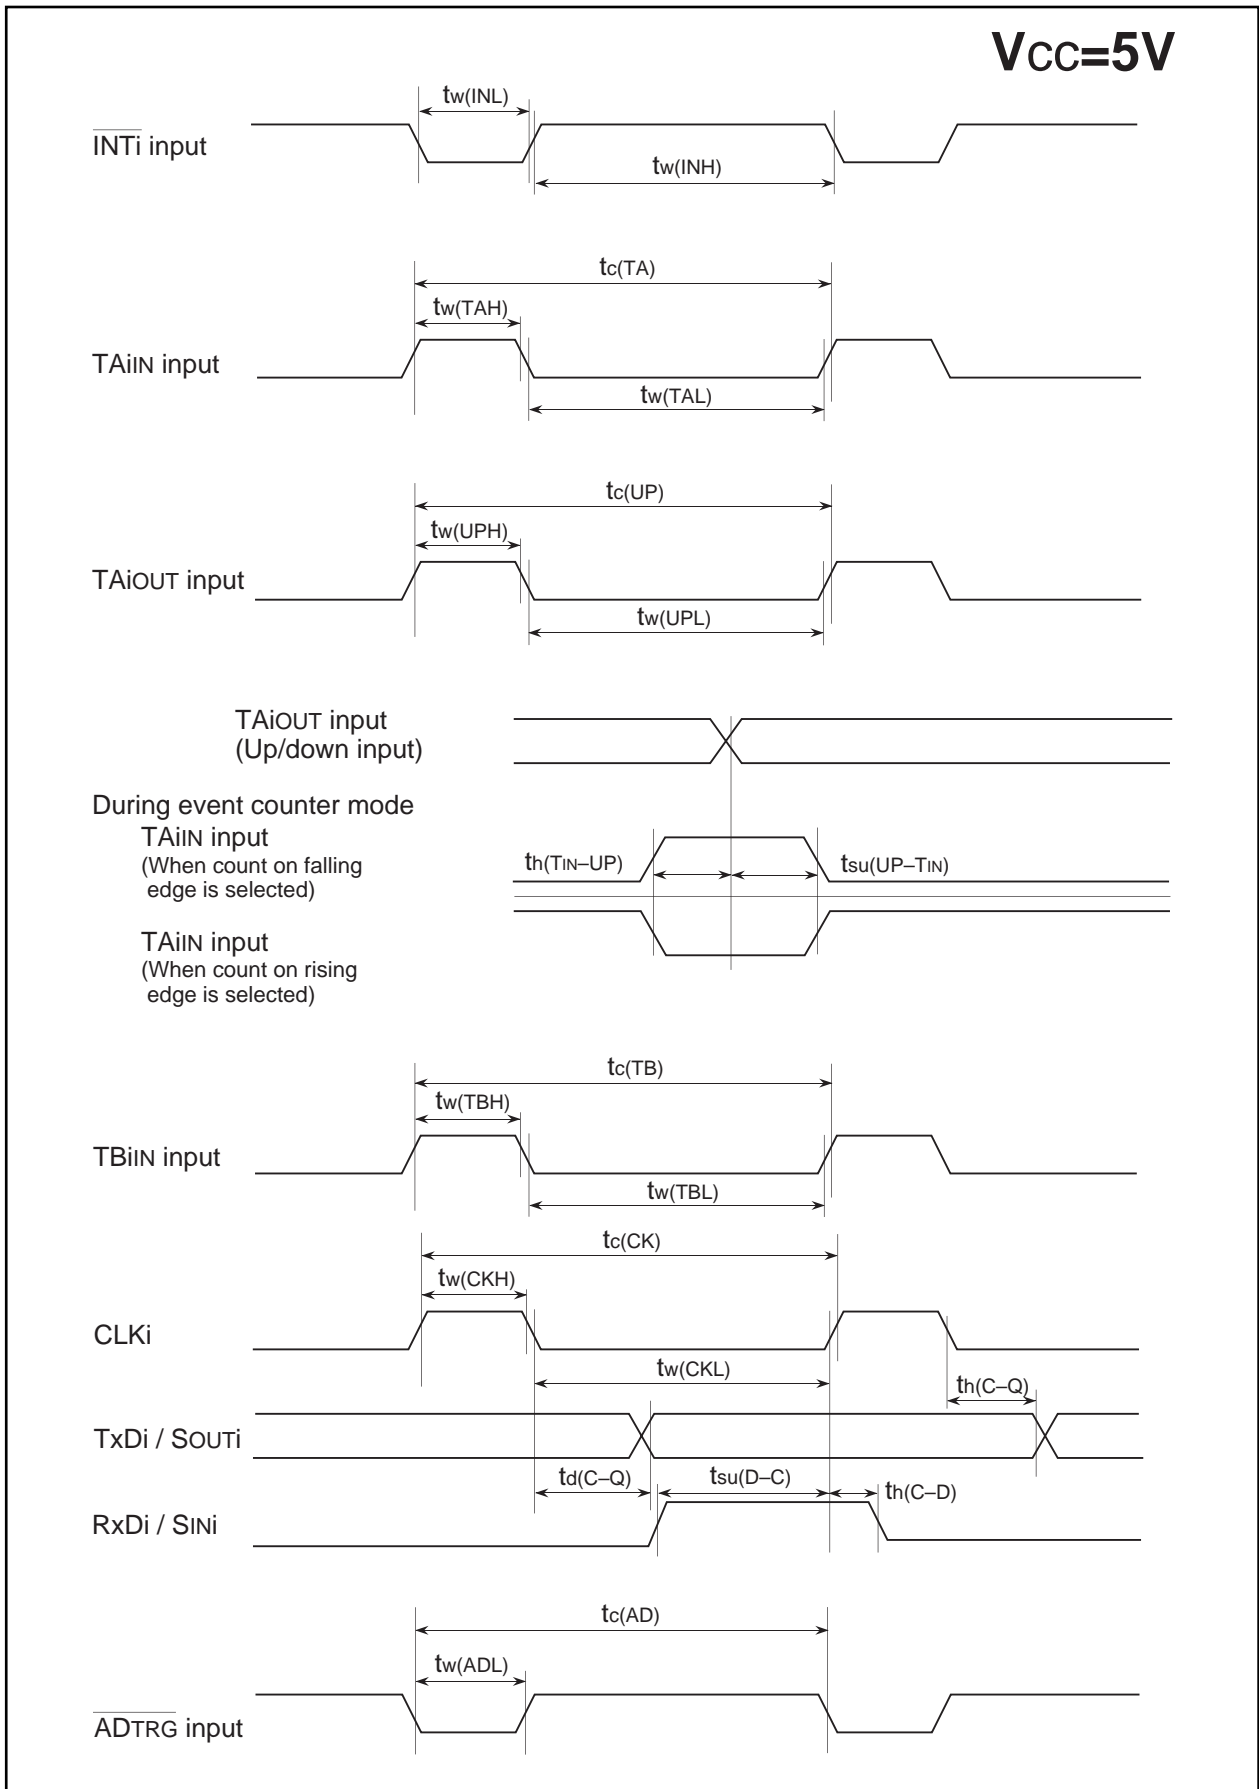 VCC=5V
tw(INL)
INTi input
tw(INH)
tc(TA)
tw(TAH)
TAiIN input
tw(TAL)
tc(UP)
tw(UPH)
TAiOUT input
tw(UPL)
TAiOUT input
(Up/down input)
During event counter mode
TAiIN input
(When count on falling
edge is selected)
th(TIN–UP)
tsu(UP–TIN)
TAiIN input
(When count on rising
edge is selected)
tc(TB)
tw(TBH)
TBiIN input
tw(TBL)
tc(CK)
tw(CKH)
CLKi
tw(CKL)
th(C–Q)
TxDi / SOUTi
td(C–Q)
tsu(D–C)
th(C–D)
RxDi / SINi
tc(AD)
tw(ADL)
ADTRG input